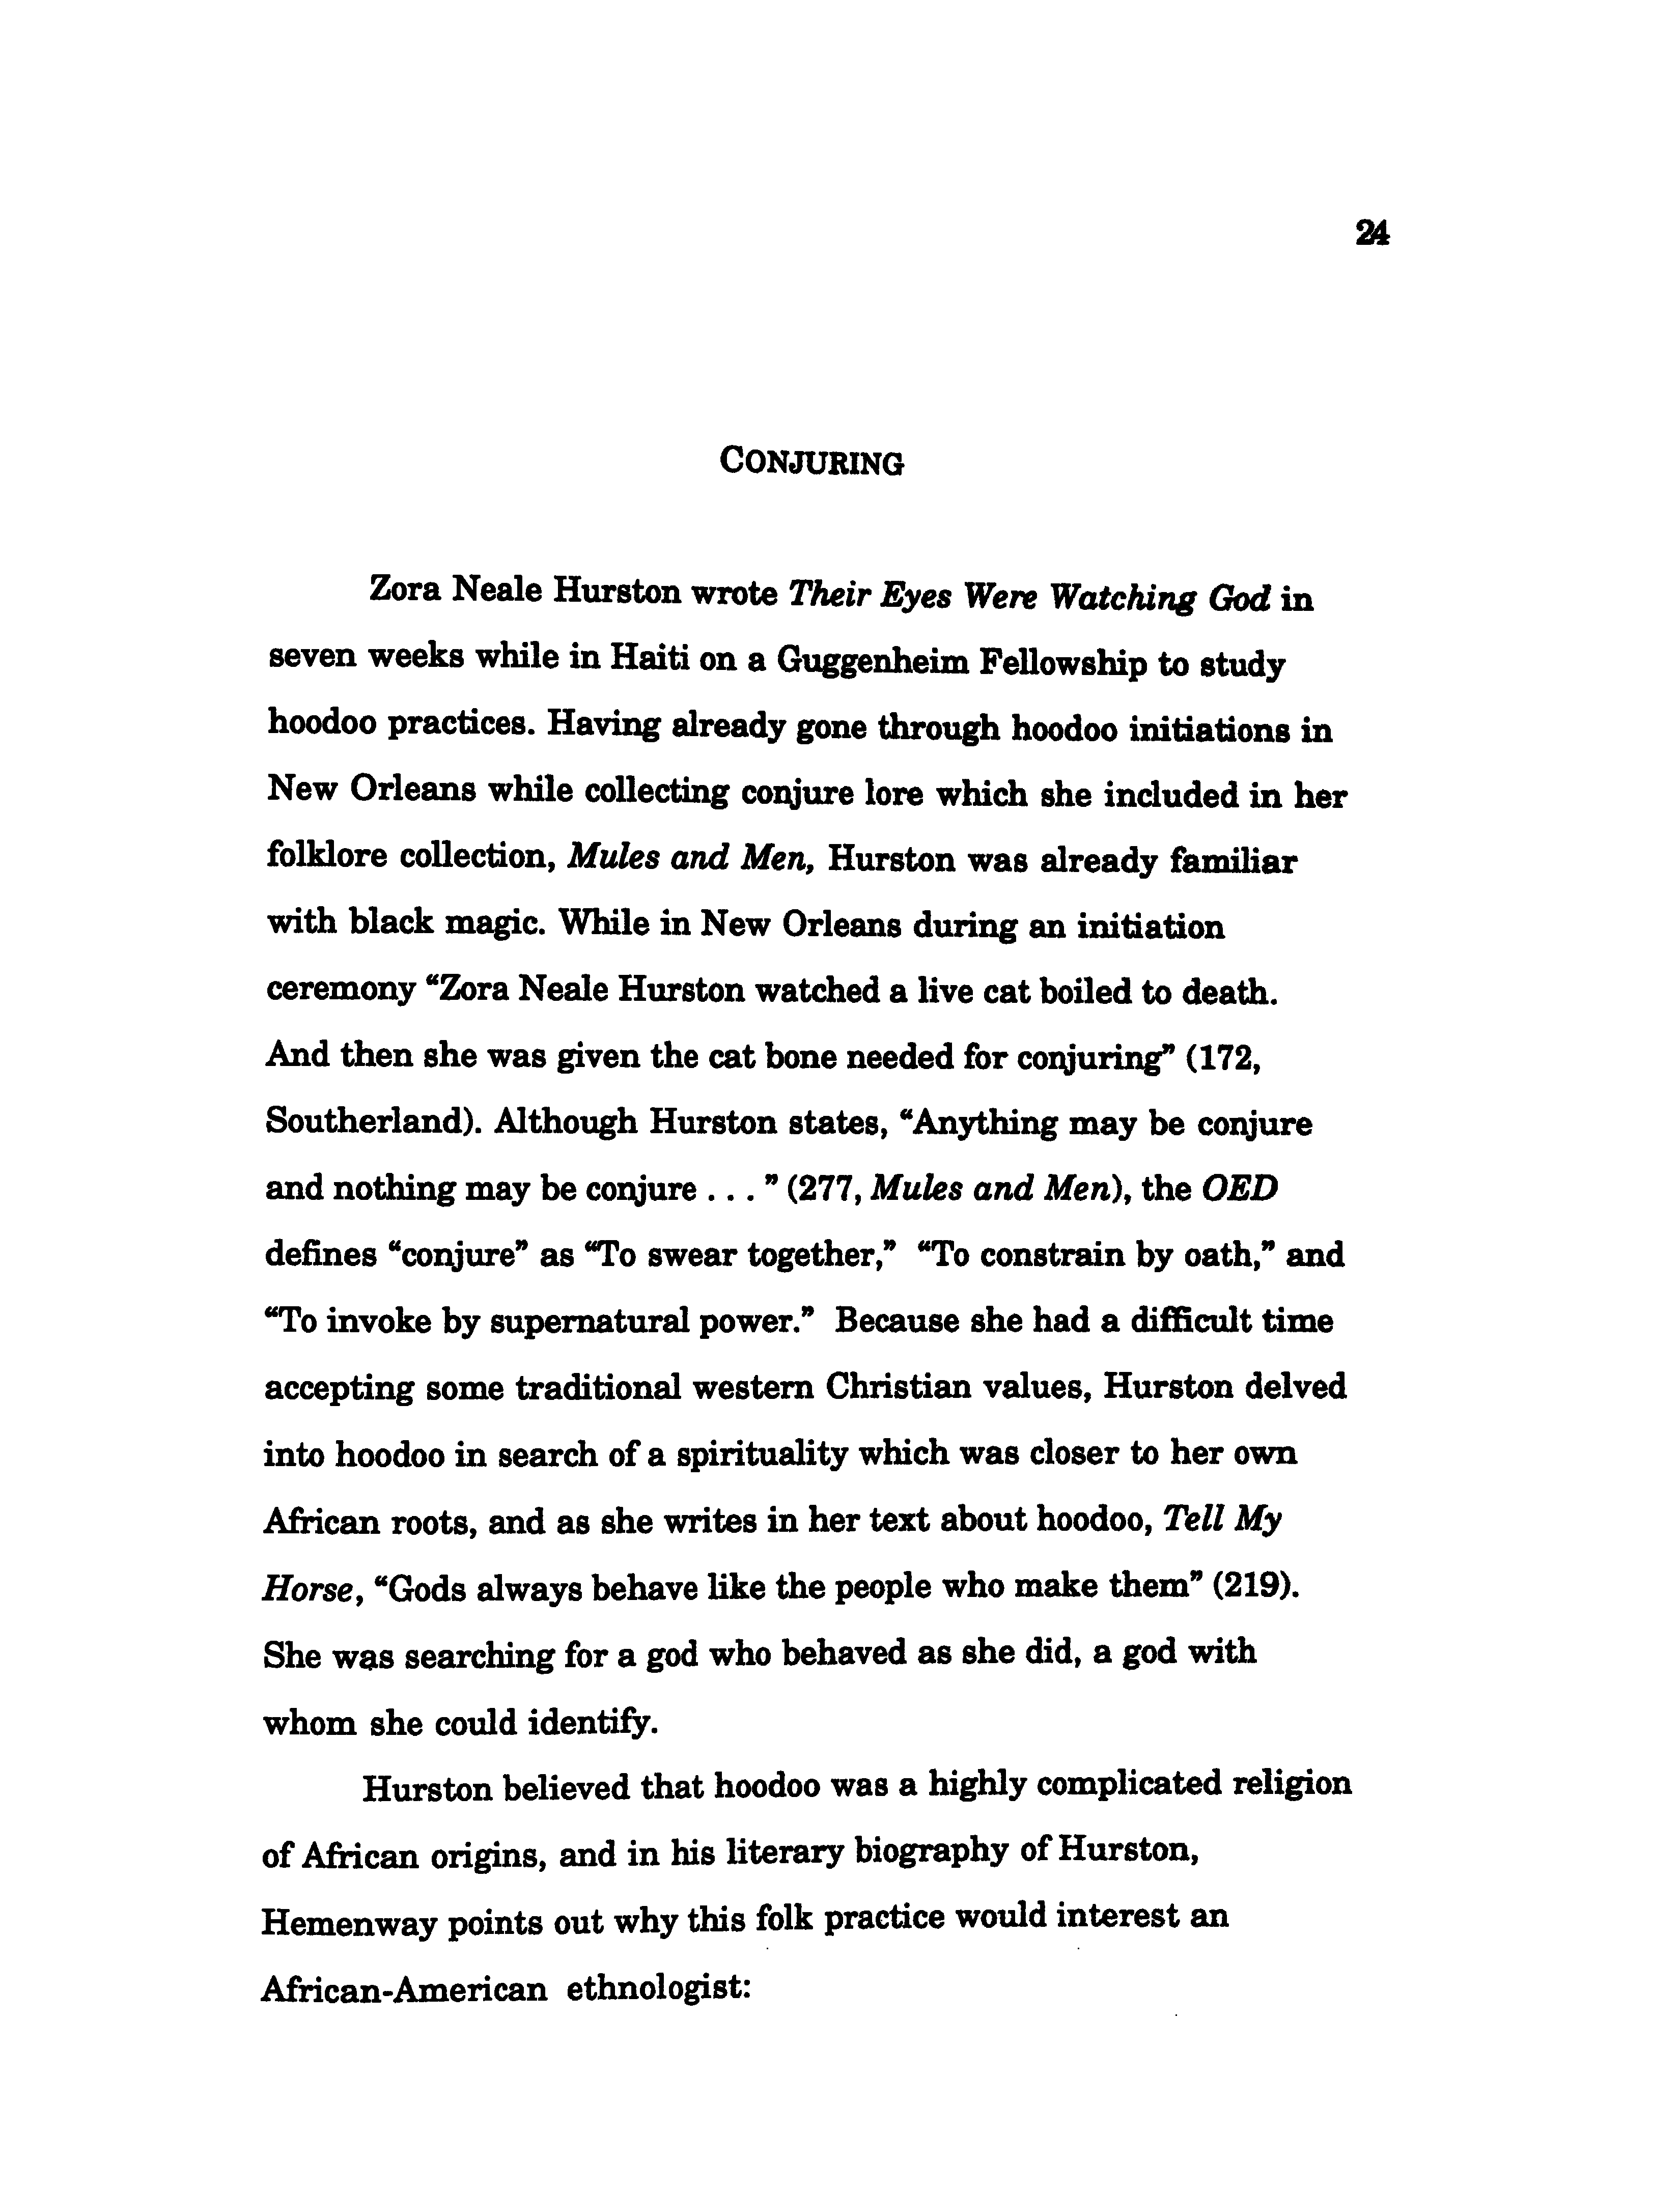 24
CONJURING
Zora Neale Hurston wrote Their Eyes Were Watching God in
seven weeks while in Haiti on a Guggenheim Fellowship to study
hoodoo practices. Having already gone through hoodoo initiations in
New Orleans while collecting conjure lore which she included in her
folklore collection, Mules and Men, Hurston was already familiar
with black magic. While in New Orleans during an initiation
ceremony “Zora Neale Hurston watched a live cat boiled to death.
And then she was given the cat bone needed for conjuring” (172,
Southerland). Although Hurston states, “Anything may be conjure
and nothing may be conjure . . . ” (277, Mules and Men), the OED
defines “conjure” as “To swear together,” “To constrain by oath,” and
“To invoke by supernatural power.” Because she had a difficult time
accepting some traditional western Christian values, Hurston delved
into hoodoo in search of a spirituality which was closer to her own
African roots, and as she writes in her text about hoodoo, Tell My
Horse, “Gods always behave like the people who make them” (219).
She was searching for a god who behaved as she did, a god with
whom she could identify.
Hurston believed that hoodoo was a highly complicated religion
of African origins, and in his literary biography of Hurston,
Hemenway points out why this folk practice would interest an
African-American ethnologist: